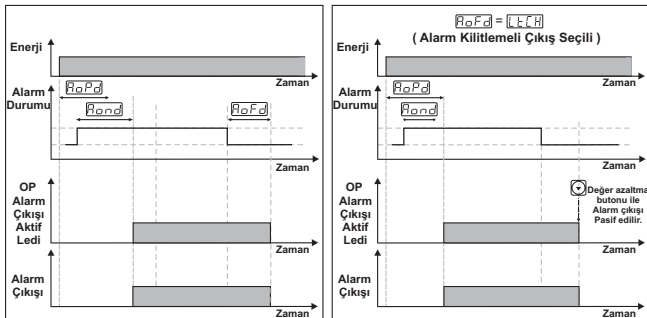 Enerji
Zaman
AoPd
Alarm
Durumu
Aond
AoFd
Zaman
OP
Alarm
Çıkışı
Aktif
Ledi
Zaman
Alarm
Çıkışı
Zaman
AoFd = LtCH
( Alarm Kilitlemeli Çıkış Seçili )
Enerji
Zaman
AoPd
Alarm
Durumu
Aond
Zaman
OP
Alarm
Çıkışı
Aktif
Ledi
Değer azaltma
butonu ile
Alarm çıkışı
Pasif edilir.
Zaman
Alarm
Çıkışı
Zaman